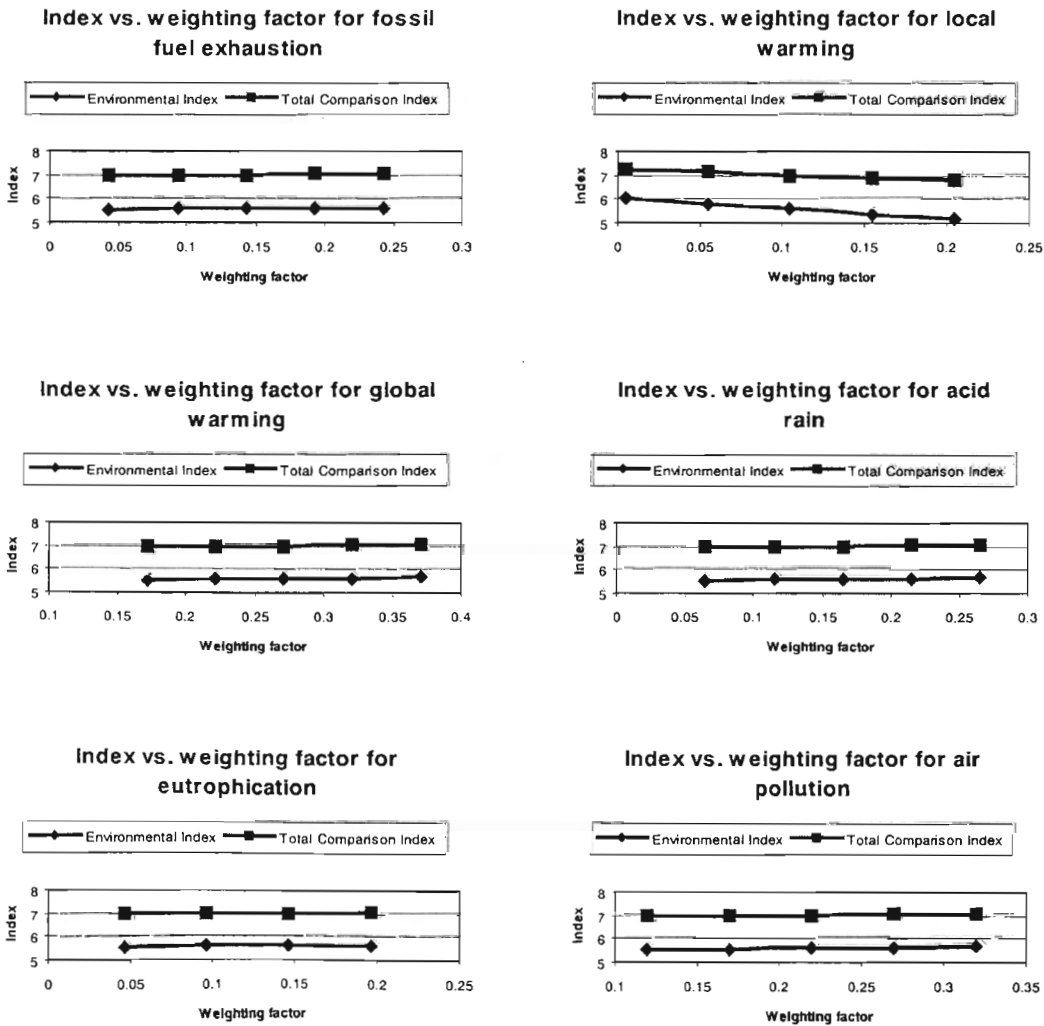 Index vs. weighting factor for fossil
fuel exhaustion
Environmental Index Total Comparison Index
8
7
6
5
Index
0 0.05 0.1 0.15 0.2 0.25 0.3
Weighting factor
Index vs. weighting factor for local
warming
Environmental Index Total Comparison Index
8
7
6
5
Index
0 0.05 0.1 0.15 0.2 0.25
Weighting factor
Index vs. weighting factor for global
warming
Environmental Index Total Comparison Index
8
7
6
5
Index
0.1 0.15 0.2 0.25 0.3 0.35 0.4
Weighting factor
Index vs. weighting factor for acid
rain
Environmental Index Total Comparison Index
8
7
6
5
Index
0 0.05 0.1 0.15 0.2 0.25 0.3
Weighting factor
Index vs. weighting factor for
eutrophication
Environmental Index Total Comparison Index
8
7
6
5
Index
0 0.05 0.1 0.15 0.2 0.25
Weighting factor
Index vs. weighting factor for air
pollution
Environmental Index Total Comparison Index
8
7
6
5
Index
0.1 0.15 0.2 0.25 0.3 0.35
Weighting factor